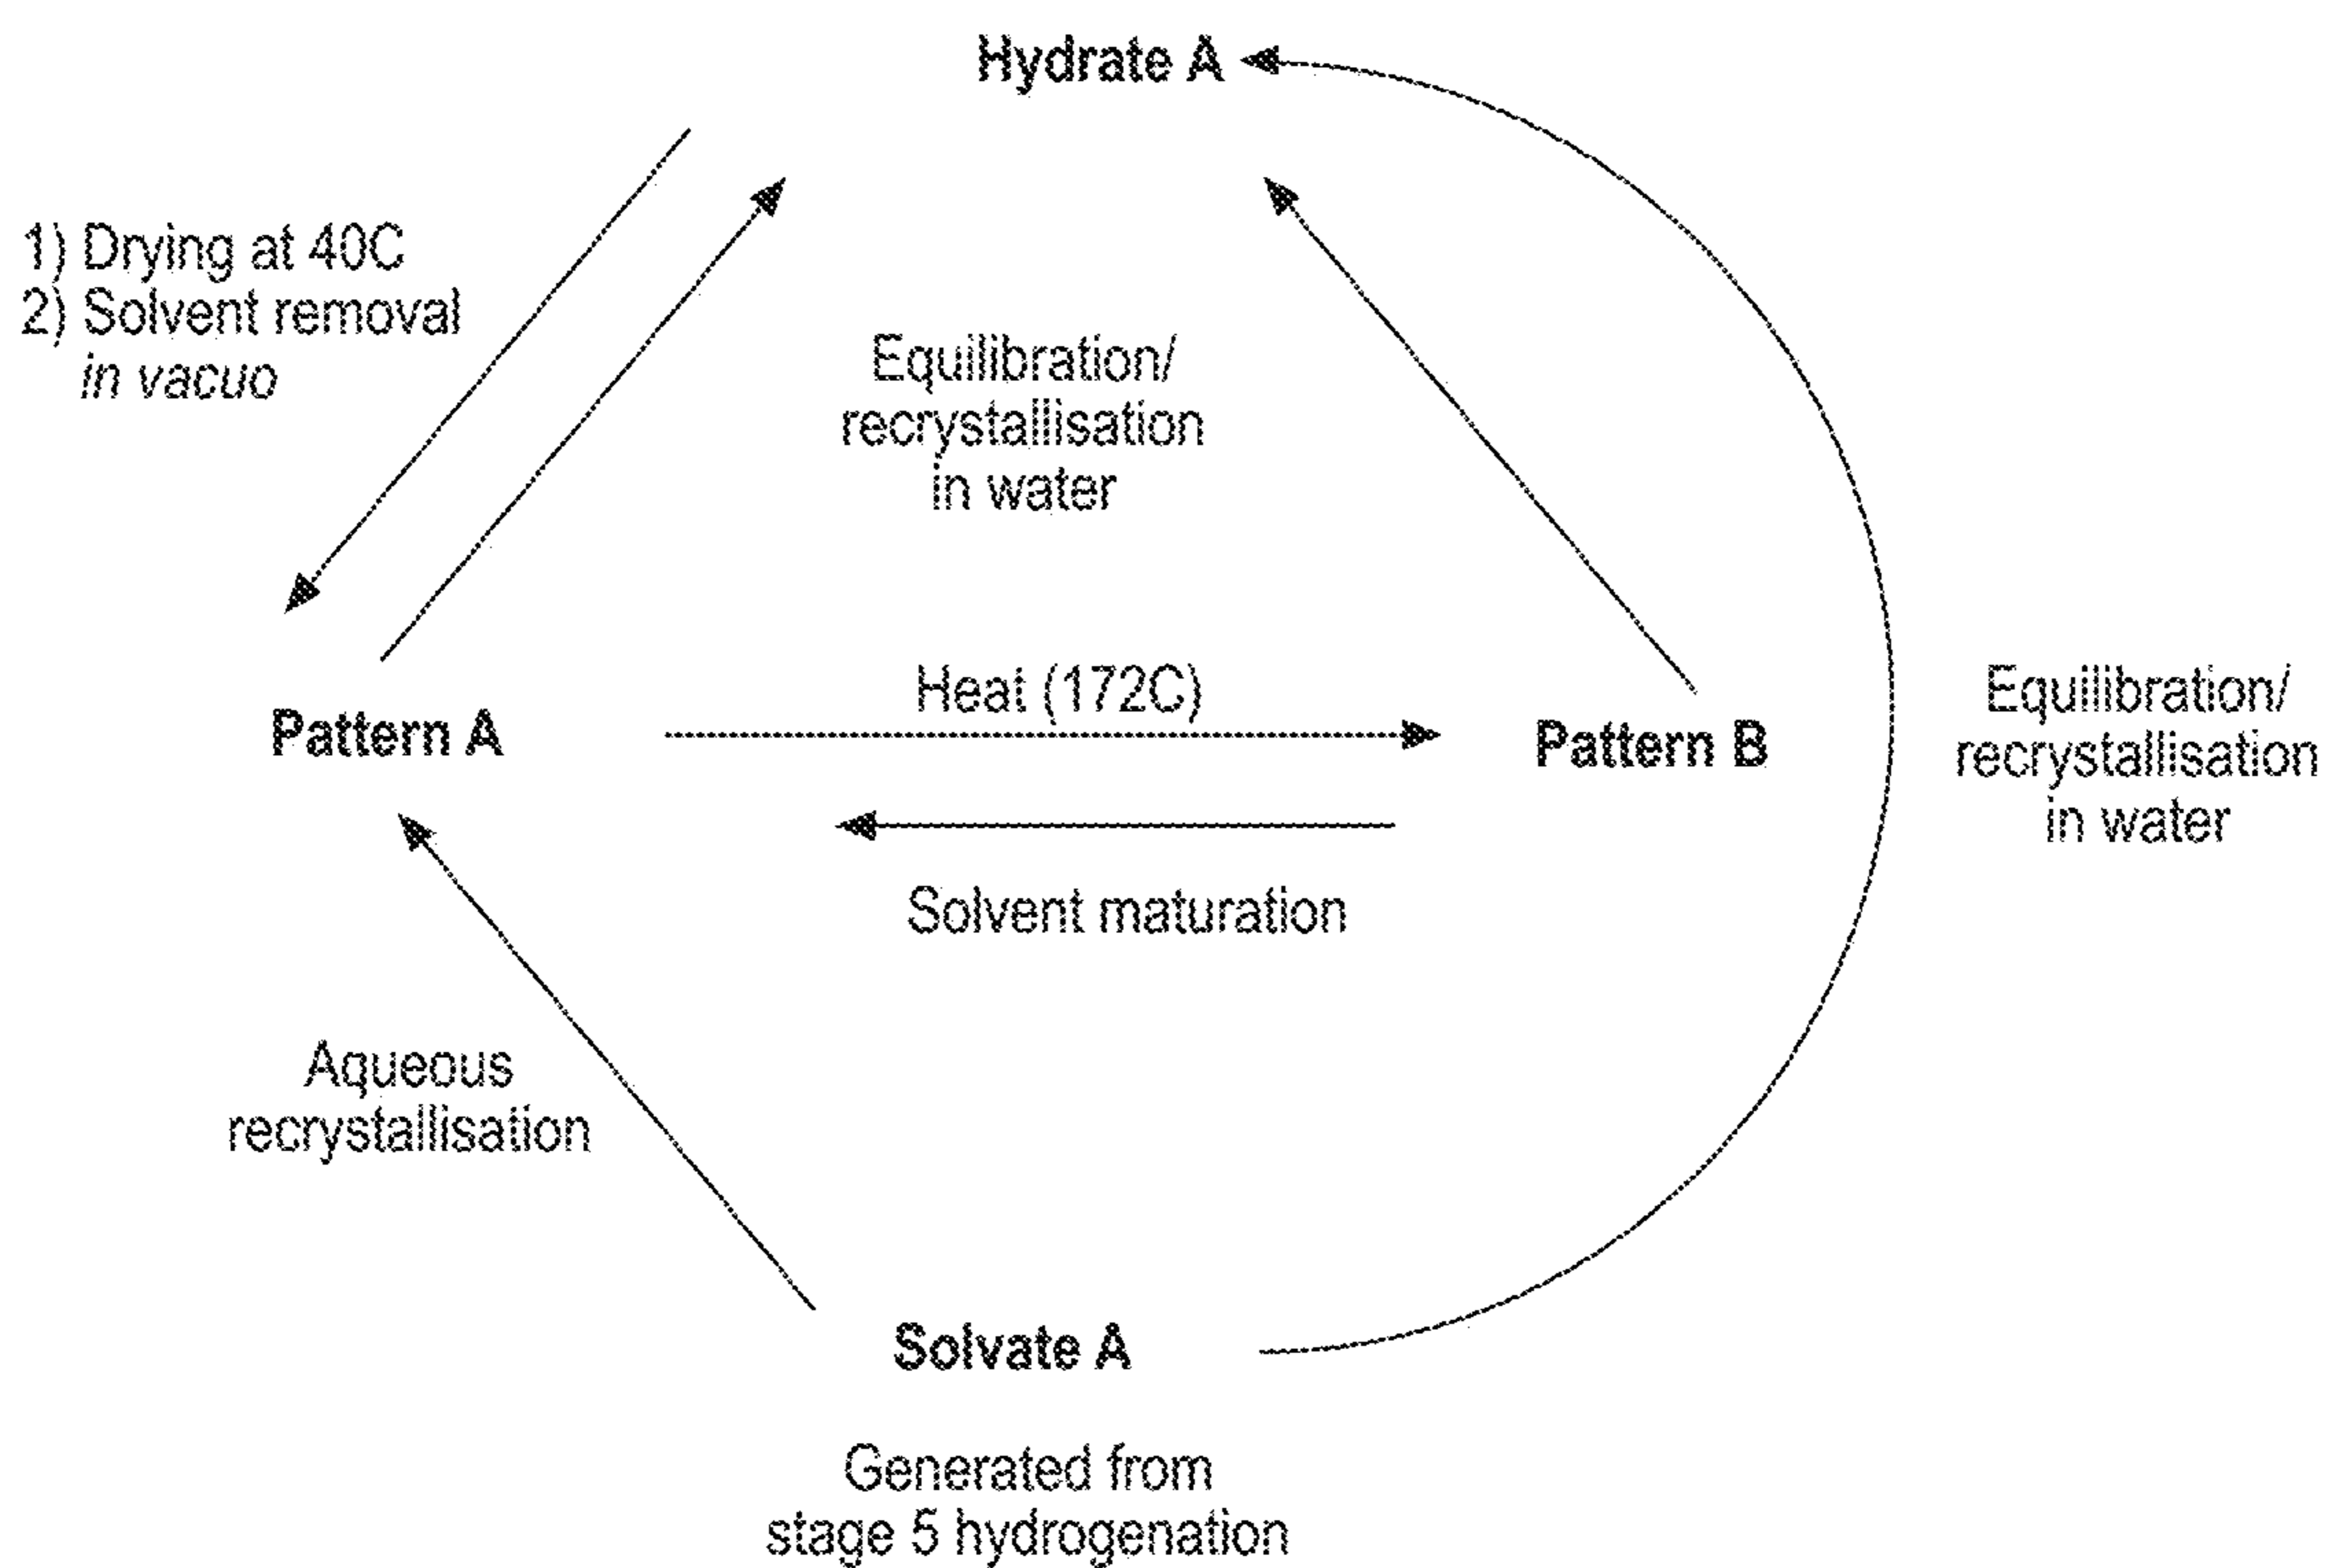 Hydrate A
1) Drying at 40C
2) Solvent removal
in vacuo
Equilibration/
recrystallisation
in water
Heat (172C)
Pattern A
Pattern B
Equilibration/
recrystallisation
in water
Solvent maturation
Aqueous
recrystallisation
Solvate A
Generated from
stage 5 hydrogenation